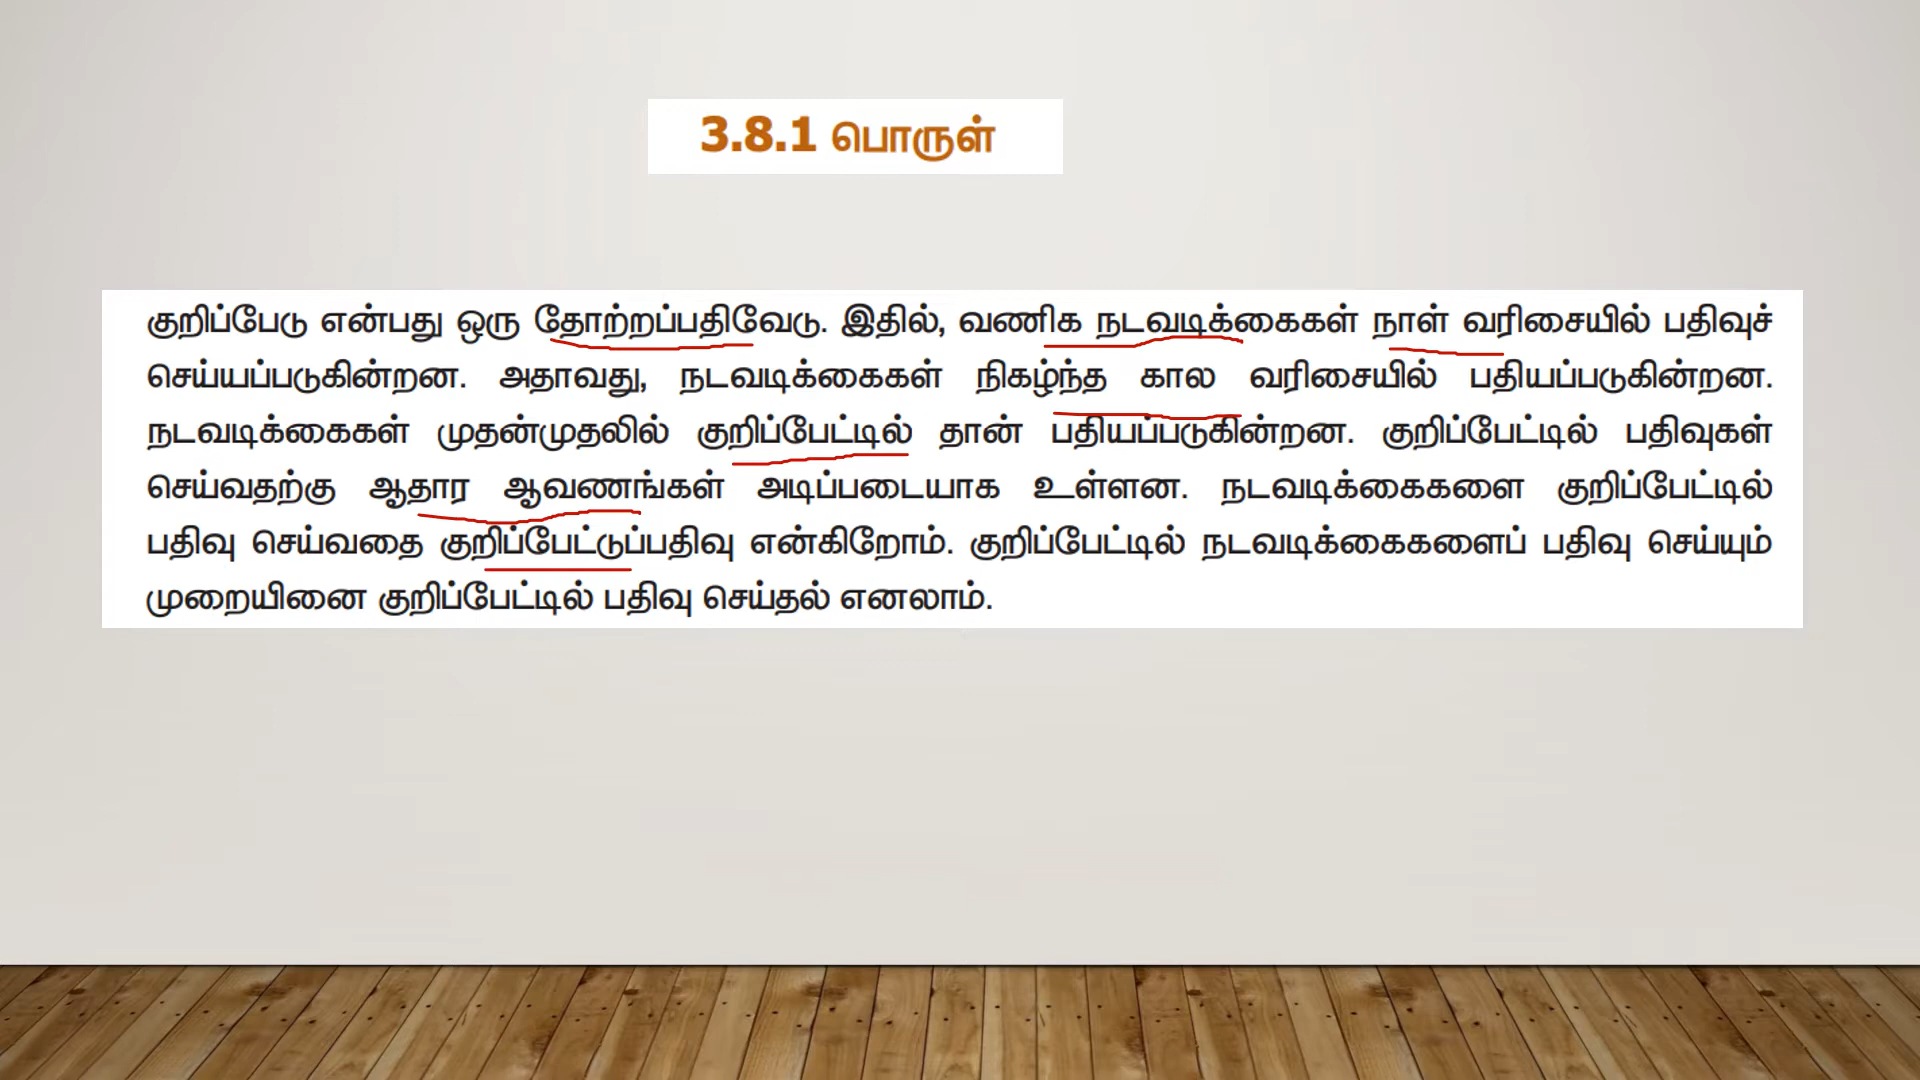 3.8.1 பொருள்
குறிப்பேடு என்பது ஒரு தோற்றப்பதிவேடு. இதில், வணிக நடவடிக்கைகள் நாள் வரிசையில் பதிவுச்
செய்யப்படுகின்றன. அதாவது, நடவடிக்கைகள் நிகழ்ந்த கால வரிசையில் பதியப்படுகின்றன.
நடவடிக்கைகள் முதன்முதலில் குறிப்பேட்டில் தான் பதியப்படுகின்றன. குறிப்பேட்டில் பதிவுகள்
செய்வதற்கு ஆதார ஆவணங்கள் அடிப்படையாக உள்ளன. நடவடிக்கைகளை குறிப்பேட்டில்
பதிவு செய்வதை குறிப்பேட்டுப்பதிவு என்கிறோம். குறிப்பேட்டில் நடவடிக்கைகளைப் பதிவு செய்யும்
முறையினை குறிப்பேட்டில் பதிவு செய்தல் எனலாம்.